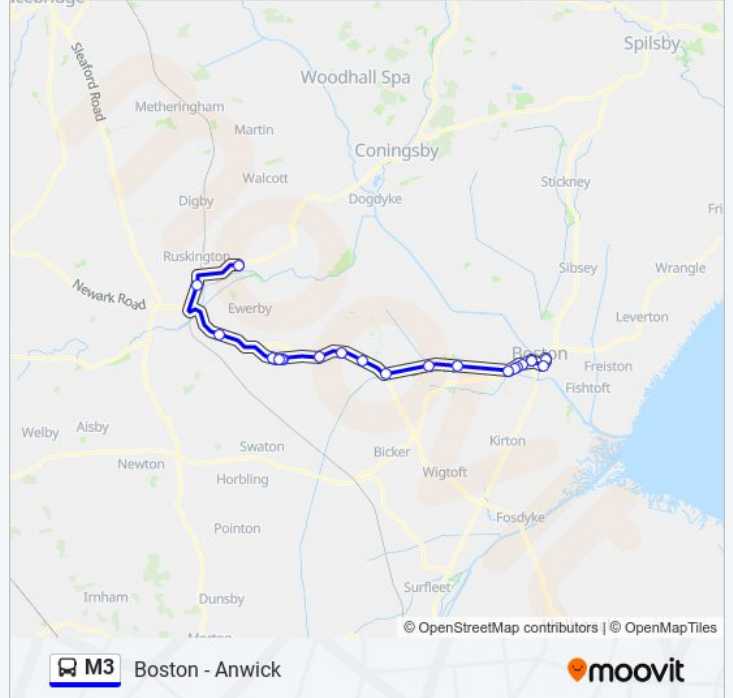 Spilsby
Sleaford Road
Woodhall Spa
Metheringham
Martin
Coningsby
Walcott
Stickney
Digby
Dogdyke
Fri
Ruskington
Sibsey
Wrangle
Newark Road
Ewerby
Leverton
Boston
Freiston
Fishtoft
Welby
Aisby
Kirton
Swaton
Bicker
Newton
Horbling
Wigtoft
Fosdyke
Pointon
Surfleet
Irnham
Dunsby
© OpenStreetMap contributors | © OpenMapTiles
M3 Boston - Anwick
moovit